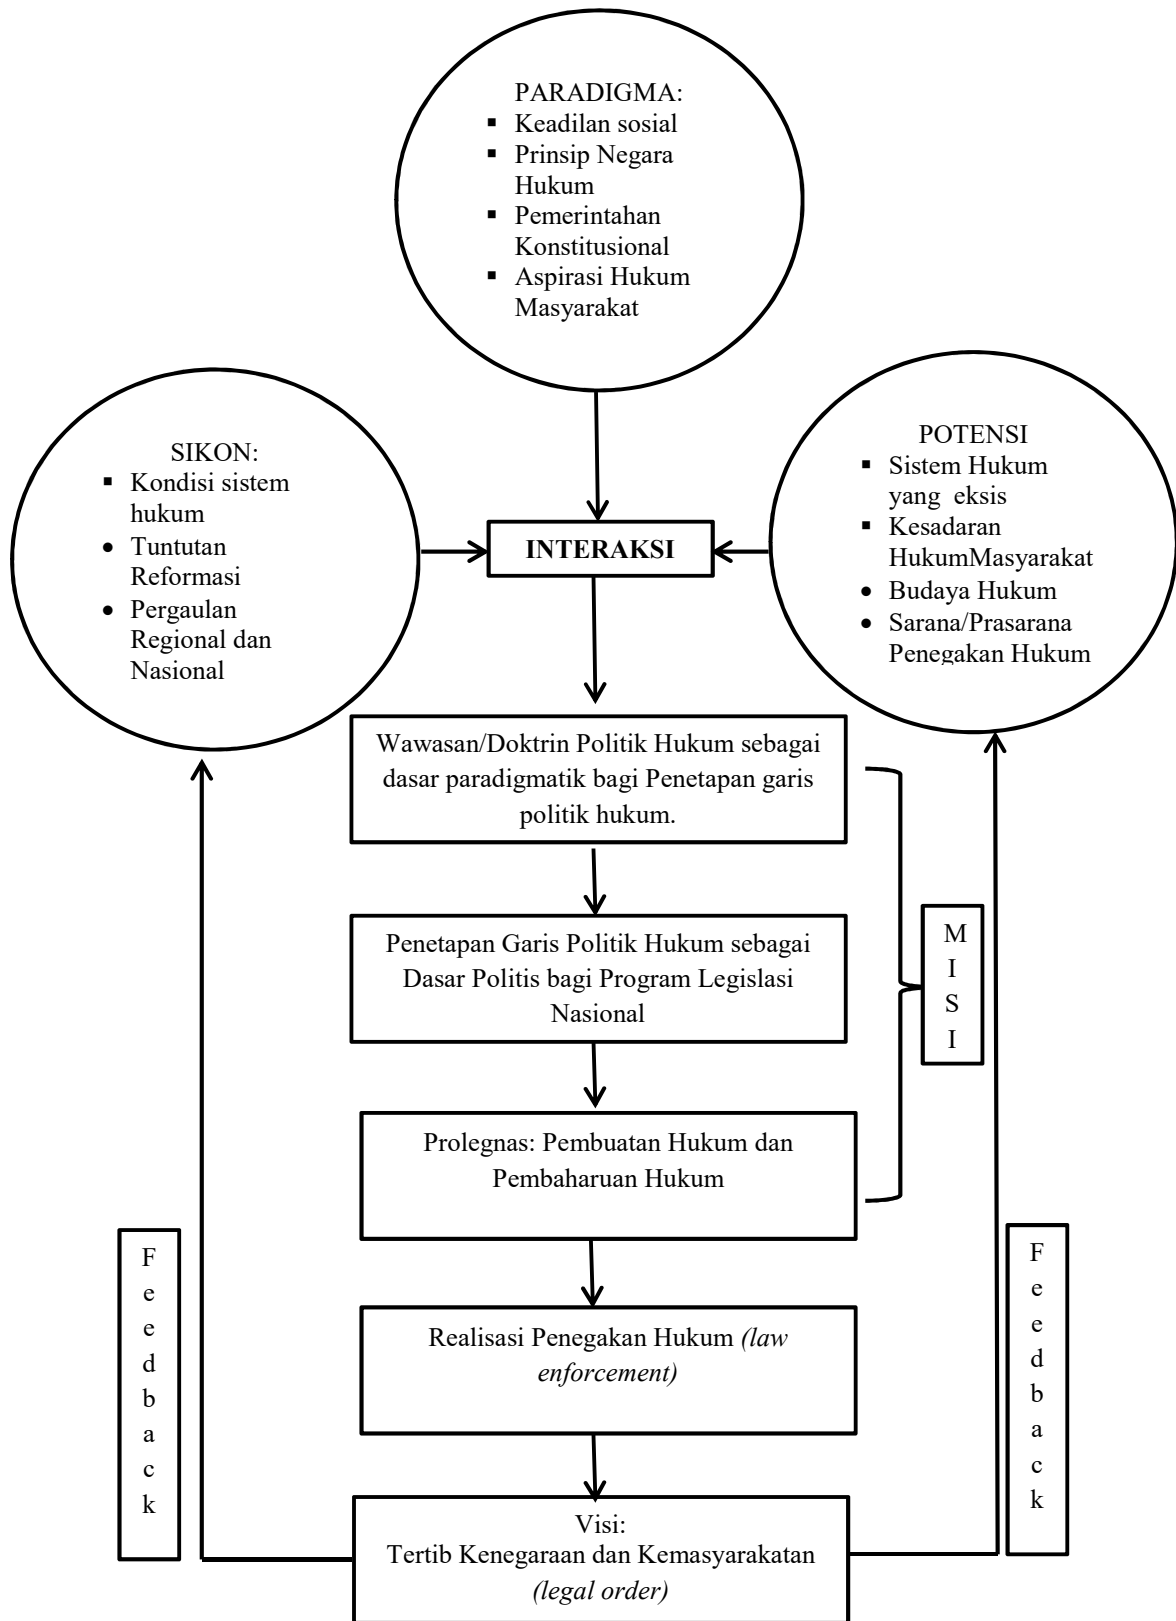 PARADIGMA:
▪ Keadilan sosial
▪ Prinsip Negara
Hukum
▪ Pemerintahan
Konstitusional
▪ Aspirasi Hukum
Masyarakat
SIKON:
▪ Kondisi sistem
hukum
• Tuntutan
Reformasi
• Pergaulan
Regional dan
Nasional
INTERAKSI
POTENSI
▪ Sistem Hukum
yang eksis
▪ Kesadaran
HukumMasyarakat
• Budaya Hukum
• Sarana/Prasarana
Penegakan Hukum
Wawasan/Doktrin Politik Hukum sebagai
dasar paradigmatik bagi Penetapan garis
politik hukum.
Penetapan Garis Politik Hukum sebagai
Dasar Politis bagi Program Legislasi
Nasional
M
I
S
I
Prolegnas: Pembuatan Hukum dan
Pembaharuan Hukum
Realisasi Penegakan Hukum (law
enforcement)
F
e
e
d
b
a
c
k
F
e
e
d
b
a
c
k
Visi:
Tertib Kenegaraan dan Kemasyarakatan
(legal order)